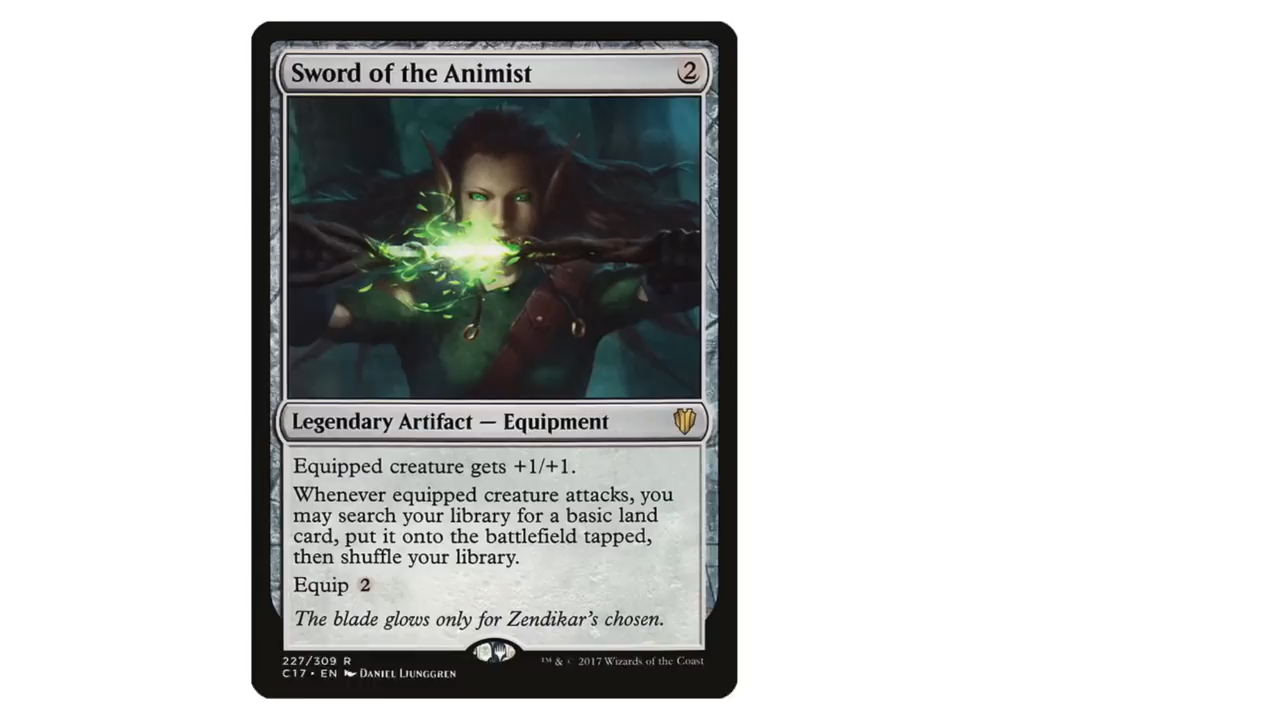 Sword of the Animist 2
Legendary Artifact — Equipment
Equipped creature gets +1/+1.
Whenever equipped creature attacks, you
may search your library for a basic land
card, put it onto the battlefield tapped,
then shuffle your library.
Equip 2
The blade glows only for Zendikar's chosen.
227/309 R
C17 • EN Daniel Ljunggren
™ & © 2017 Wizards of the Coast